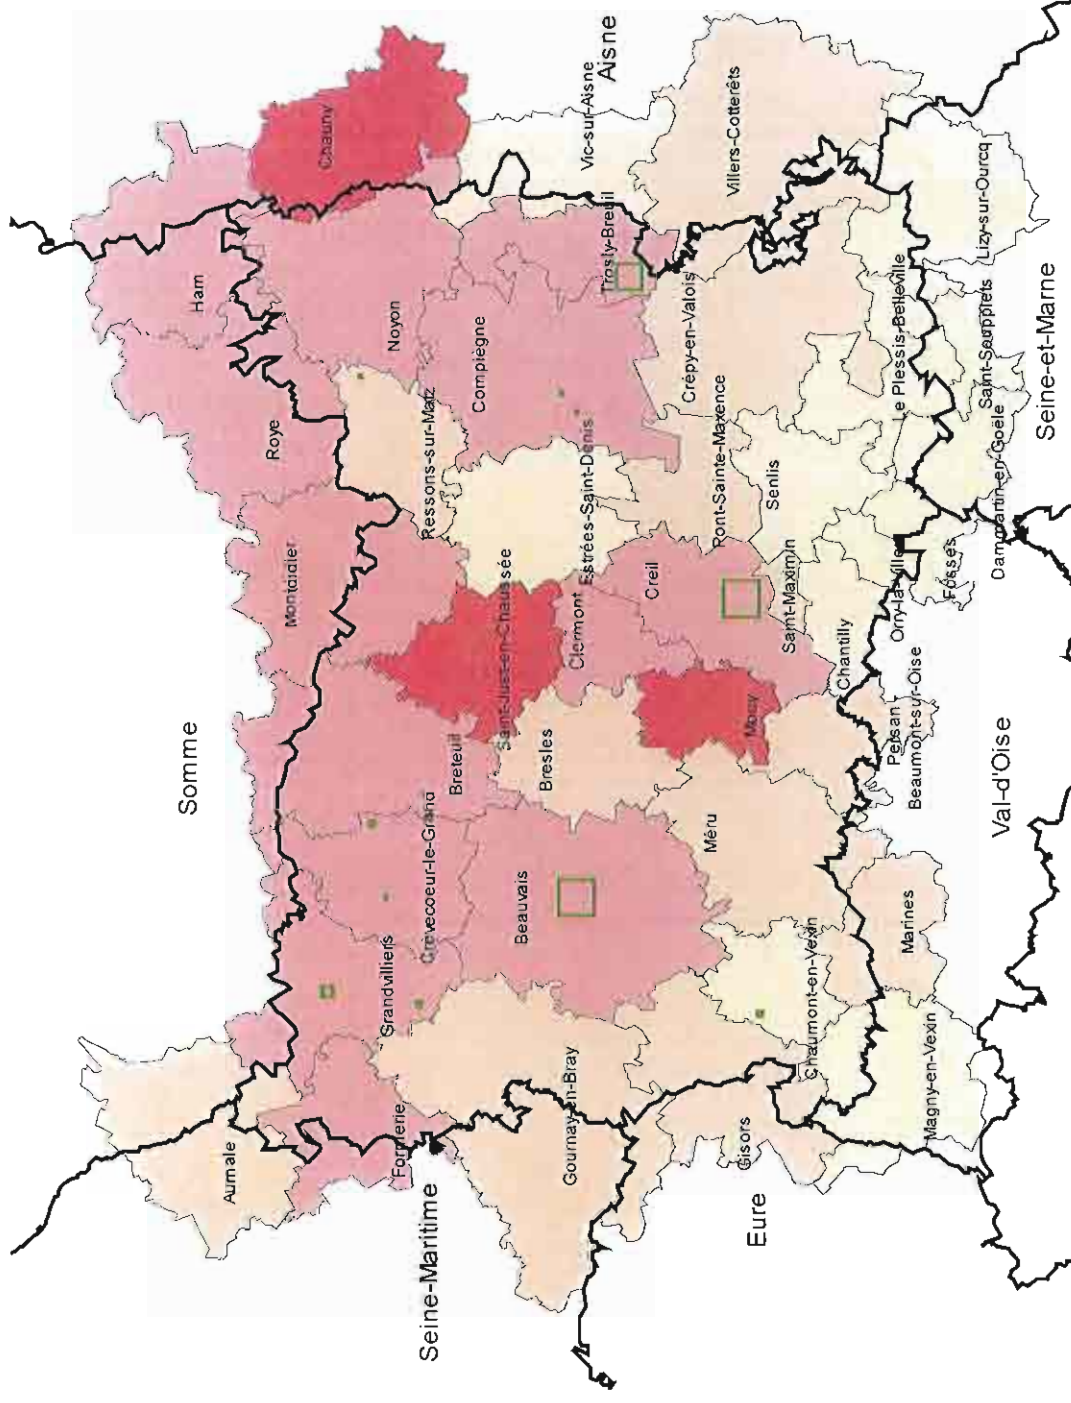 Somme
Aisne
Chauny
Ham
Roye
Montdidier
Aumale
Noyon
Vic-sur-Aisne
Ressons-sur-Matz
Compiègne
Breteuil
Crèvecoeur-le-Grand
Grandvilliers
Formerie
Seine-Maritime
Saint-Just-en-Chaussée
Estrées-Saint-Denis
Trosly-Breuil
Clermont
Bresles
Beauvais
Gournay-en-Bray
Villers-Cotterêts
Crépy-en-Valois
Pont-Sainte-Maxence
Creil
Senlis
Saint-Maximin
Mouy
Méru
Chaumont-en-Vexin
Gisors
Eure
Chantilly
Orry-la-Ville
Le Plessis-Belleville
Lizy-sur-Ourcq
Saint-Soupplets
Dammartin-en-Goële
Fosses
Persan -
Beaumont-sur-Oise
Marines
Magny-en-Vexin
Val-d'Oise
Seine-et-Marne